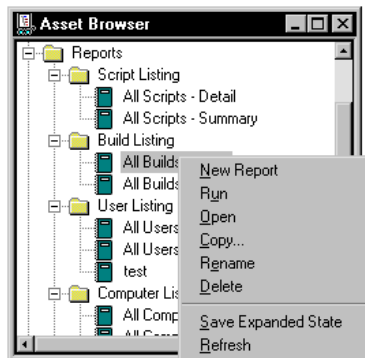 Asset Browser
Reports
Script Listing
All Scripts - Detail
All Scripts - Summary
Build Listing
All Builds
All Builds
User Listing
All Users
All Users
test
Computer Lis
All Comp
All Comp
New Report
Run
Open
Copy...
Rename
Delete
Save Expanded State
Refresh